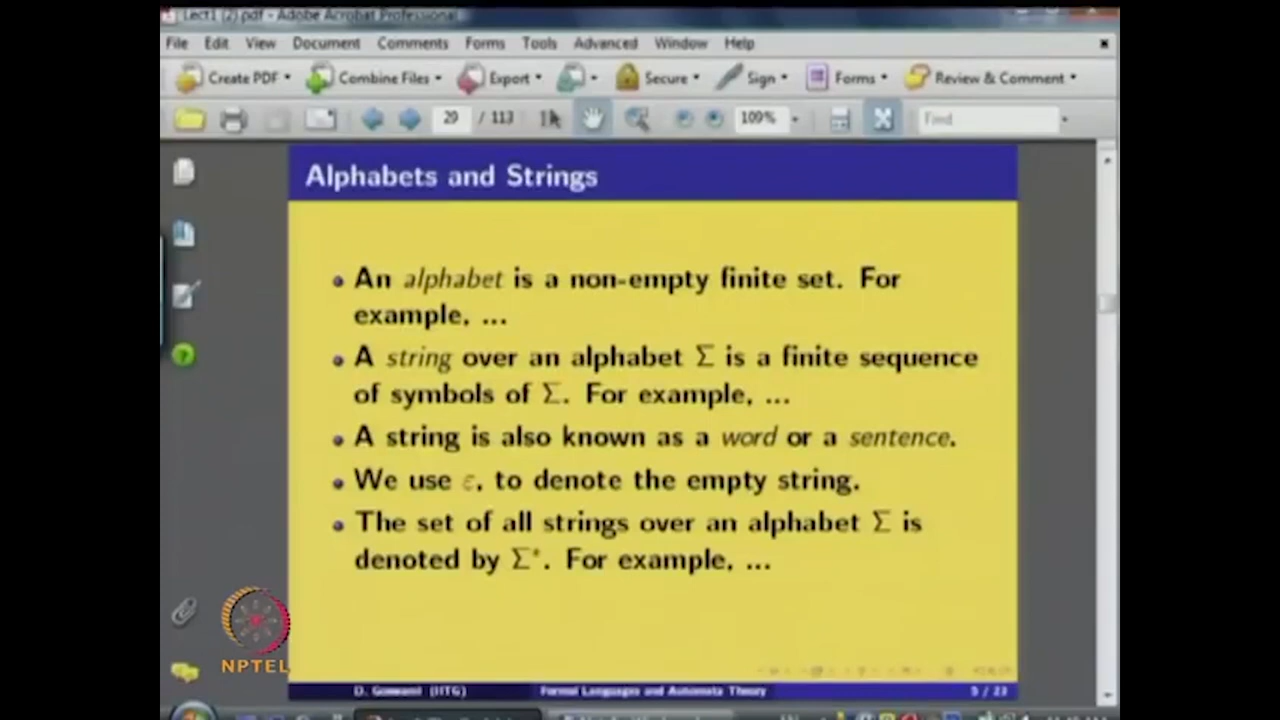 Lect1 (2).pdf - Adobe Acrobat Professional
File Edit View Document Comments Forms Tools Advanced Window Help
Create PDF Combine Files Export Secure Sign Forms Review & Comment
29 / 113 109% Find
Alphabets and Strings
An alphabet is a non-empty finite set. For
example, ...
A string over an alphabet Σ is a finite sequence
of symbols of Σ. For example, ...
A string is also known as a word or a sentence.
We use ε, to denote the empty string.
The set of all strings over an alphabet Σ is
denoted by Σ*. For example, ...
NPTEL
D. Goswami (IITG) Formal Languages and Automata Theory 5 / 23